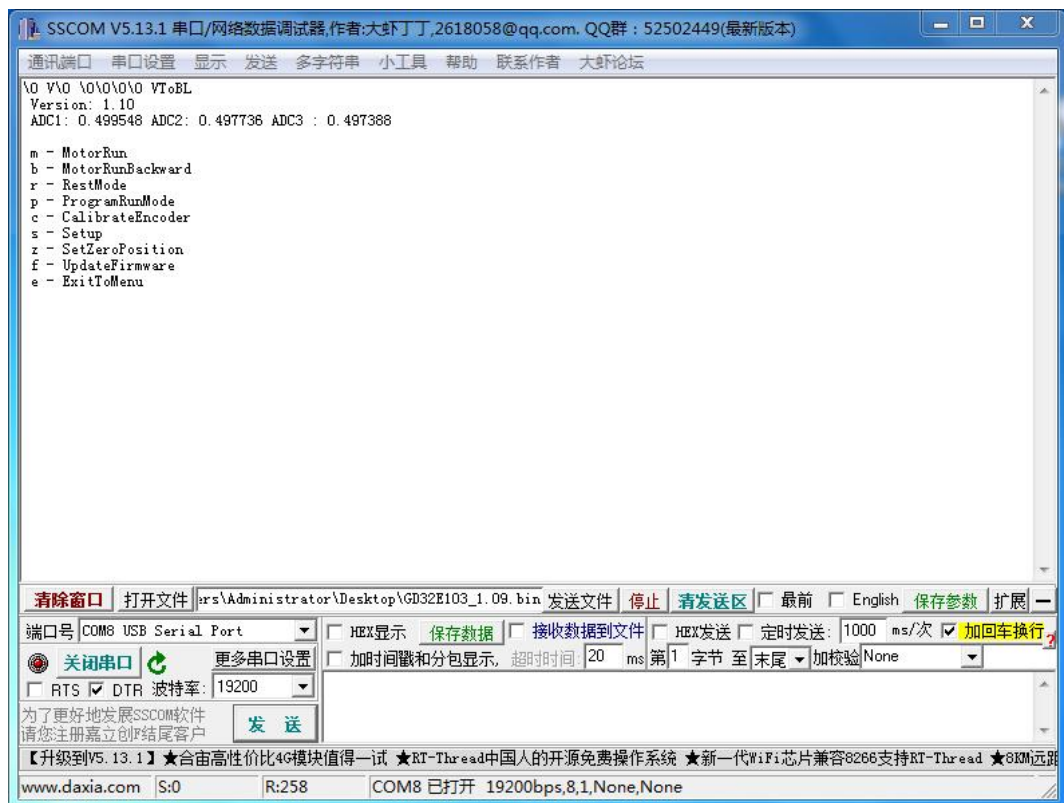 SSCOM V5.13.1 串口/网络数据调试器,作者:大虾丁丁,2618058@qq.com. QQ群：52502449(最新版本)
通讯端口 串口设置 显示 发送 多字符串 小工具 帮助 联系作者 大虾论坛
\0 V\0 \0\0\0\0 VToBL
Version: 1.10
ADC1: 0.499548 ADC2: 0.497736 ADC3 : 0.497388
m - MotorRun
b - MotorRunBackward
r - RestMode
p - ProgramRunMode
c - CalibrateEncoder
s - Setup
z - SetZeroPosition
f - UpdateFirmware
e - ExitToMenu
清除窗口 打开文件 ers\Administrator\Desktop\GD32E103_1.09.bin 发送文件 停止 清发送区 最前 English 保存参数 扩展 —
端口号 COM8 USB Serial Port HEX显示 保存数据 接收数据到文件 HEX发送 定时发送: 1000 ms/次 加回车换行
关闭串口 更多串口设置 加时间戳和分包显示, 超时时间: 20 ms 第1 字节 至 末尾 加校验 None
RTS DTR 波特率: 19200
为了更好地发展SSCOM软件
请您注册嘉立创F结尾客户
发 送
【升级到V5.13.1】★合宙高性价比4G模块值得一试 ★RT-Thread中国人的开源免费操作系统 ★新一代WiFi芯片兼容8266支持RT-Thread ★8KM远距
www.daxia.com S:0 R:258 COM8 已打开 19200bps,8,1,None,None